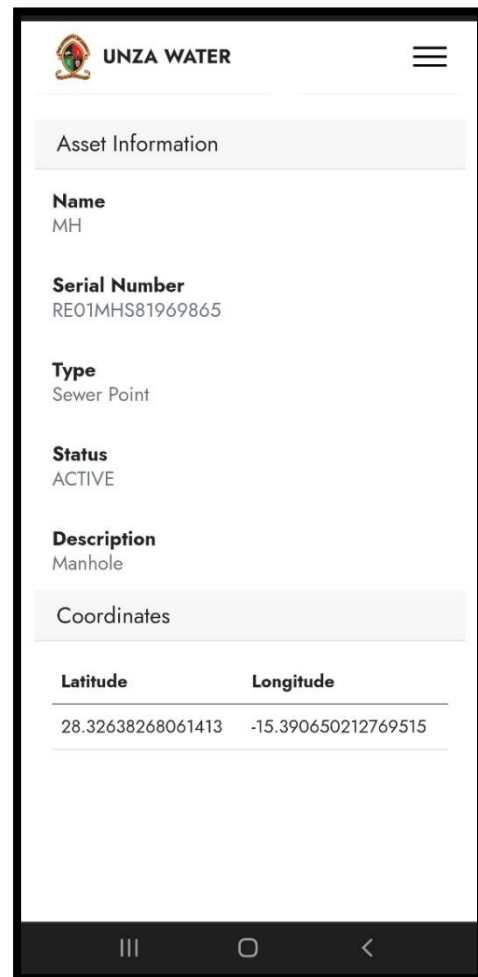 UNZA WATER
Asset Information
Name
MH
Serial Number
RE01MHS81969865
Type
Sewer Point
Status
ACTIVE
Description
Manhole
Coordinates
Latitude Longitude
28.32638268061413 -15.390650212769515